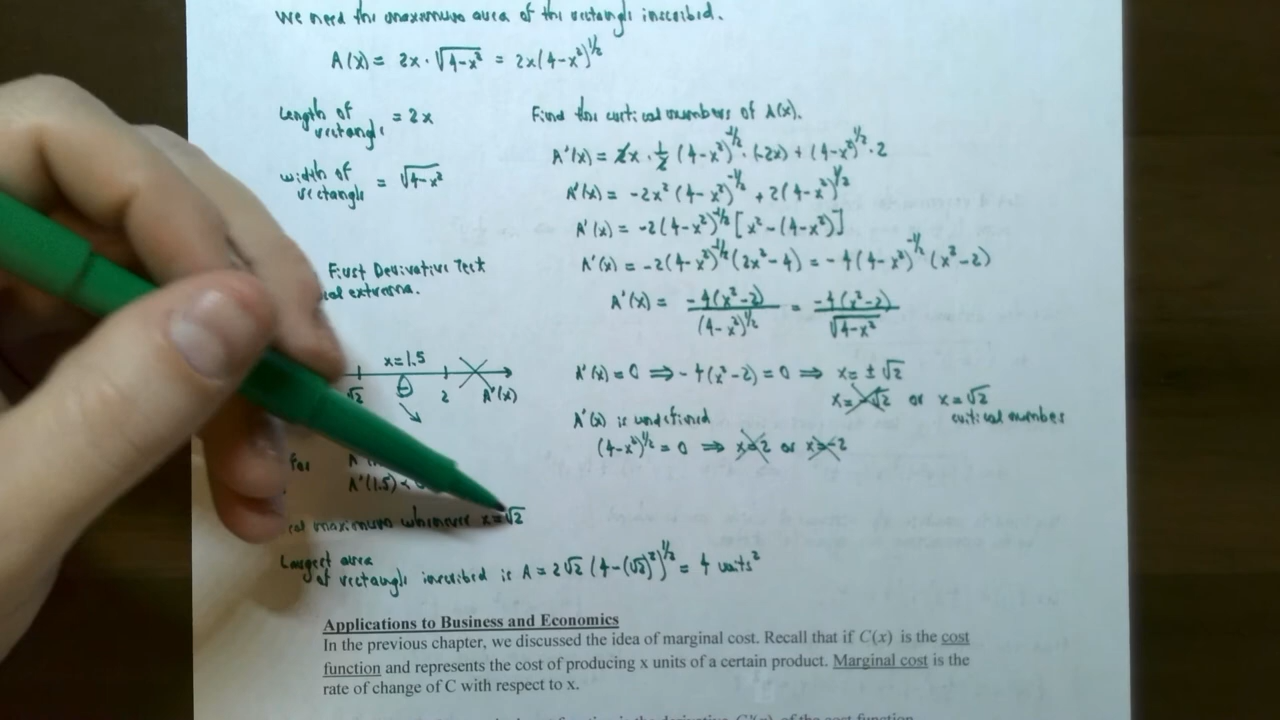 We need the maximum area of the rectangle inscribed.
A(x) = 2x · √(4-x²) = 2x(4-x²)^½
Length of rectangle = 2x
width of rectangle = √(4-x²)
First Derivative Test
extrema.
x=1.5
√2 2 A'(x)
for
A'(1.5) <
maximum whenever x=√2
Largest area of rectangle inscribed is A = 2√2 (4-(√2)²)^½ = 4 units²
Find the critical numbers of A(x).
A'(x) = 2x · ½ (4-x²)^-½ · (-2x) + (4-x²)^½ · 2
A'(x) = -2x² (4-x²)^-½ + 2(4-x²)^½
A'(x) = -2(4-x²)^-½ [x² - (4-x²)]
A'(x) = -2(4-x²)^-½ (2x²-4) = -4(4-x²)^-½ (x²-2)
A'(x) = -4(x²-2)/(4-x²)^½ = -4(x²-2)/√(4-x²)
A'(x) = 0 ⟹ -4(x²-2) = 0 ⟹ x = ±√2
x = -√2 or x = √2
critical number
A'(x) is undefined
(4-x²)^½ = 0 ⟹ x=2 or x=-2
Applications to Business and Economics
In the previous chapter, we discussed the idea of marginal cost. Recall that if C(x) is the cost
function and represents the cost of producing x units of a certain product. Marginal cost is the
rate of change of C with respect to x.